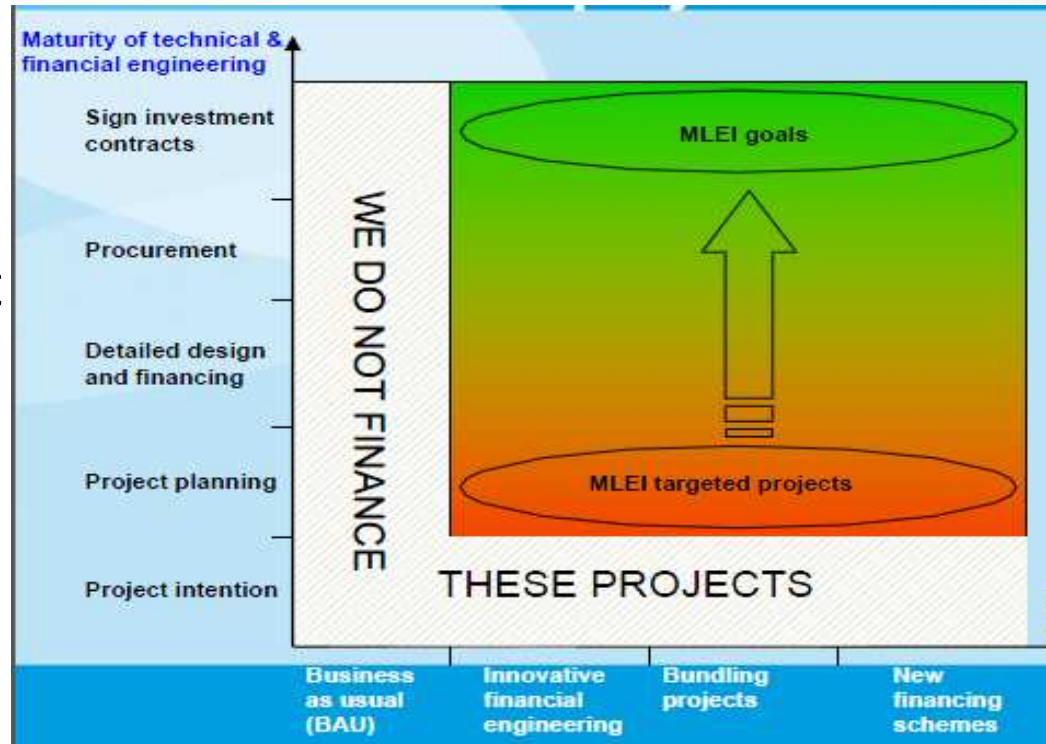 Maturity of technical &
financial engineering
Sign investment
contracts
Procurement
Detailed design
and financing
Project planning
Project intention
WE DO NOT FINANCE
THESE PROJECTS
MLEI goals
MLEI targeted projects
Business
as usual
(BAU)
Innovative
financial
engineering
Bundling
projects
New
financing
schemes